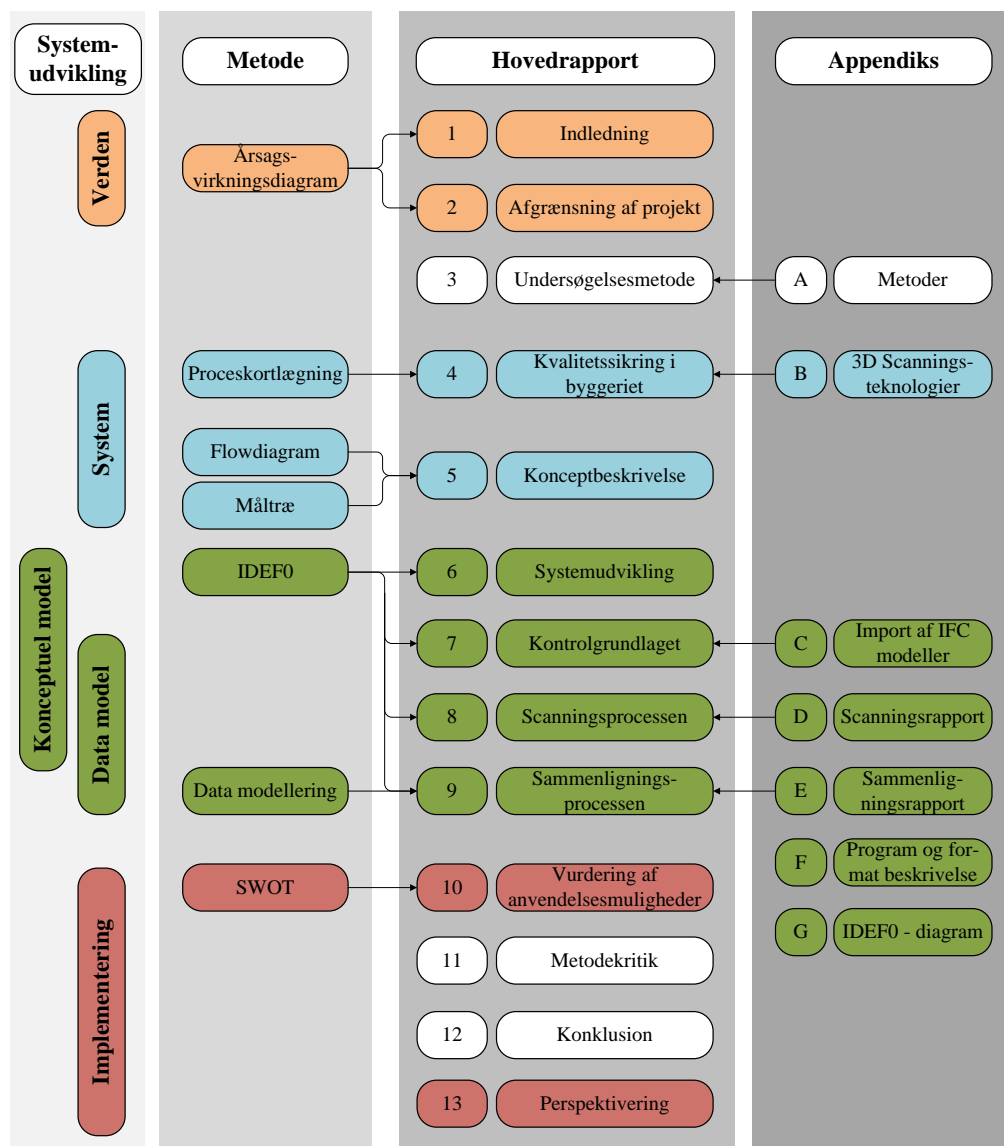 System-
udvikling
Metode
Hovedrapport
Appendiks
Verden
Årsags-
virkningsdiagram
1
Indledning
2
Afgrænsning af projekt
3
Undersøgelsesmetode
A
Metoder
System
Proceskortlægning
4
Kvalitetssikring i
byggeriet
B
3D Scannings-
teknologier
Flowdiagram
Måltræ
5
Konceptbeskrivelse
Konceptuel model
Data model
IDEF0
6
Systemudvikling
7
Kontrolgrundlaget
C
Import af IFC
modeller
8
Scanningsprocessen
D
Scanningsrapport
Data modellering
9
Sammenlignings-
processen
E
Sammenlig-
ningsrapport
F
Program og for-
mat beskrivelse
G
IDEF0 - diagram
Implementering
SWOT
10
Vurdering af
anvendelsesmuligheder
11
Metodekritik
12
Konklusion
13
Perspektivering